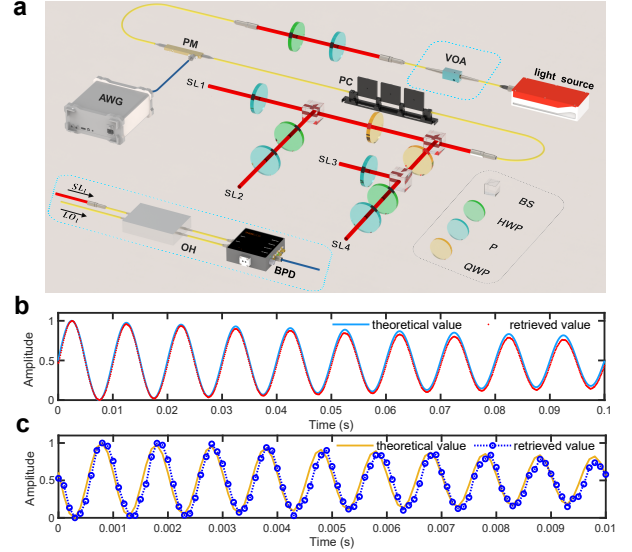 a
PM
VOA
light source
AWG
SL1
PC
SL3
SL2
SL4
SL₁
LO₁
OH
BPD
BS
HWP
P
QWP
b
theoretical value
retrieved value
Amplitude
1
0.5
0
0 0.01 0.02 0.03 0.04 0.05 0.06 0.07 0.08 0.09 0.1
Time (s)
c
theoretical value
retrieved value
Amplitude
1
0.5
0
0 0.001 0.002 0.003 0.004 0.005 0.006 0.007 0.008 0.009 0.01
Time (s)